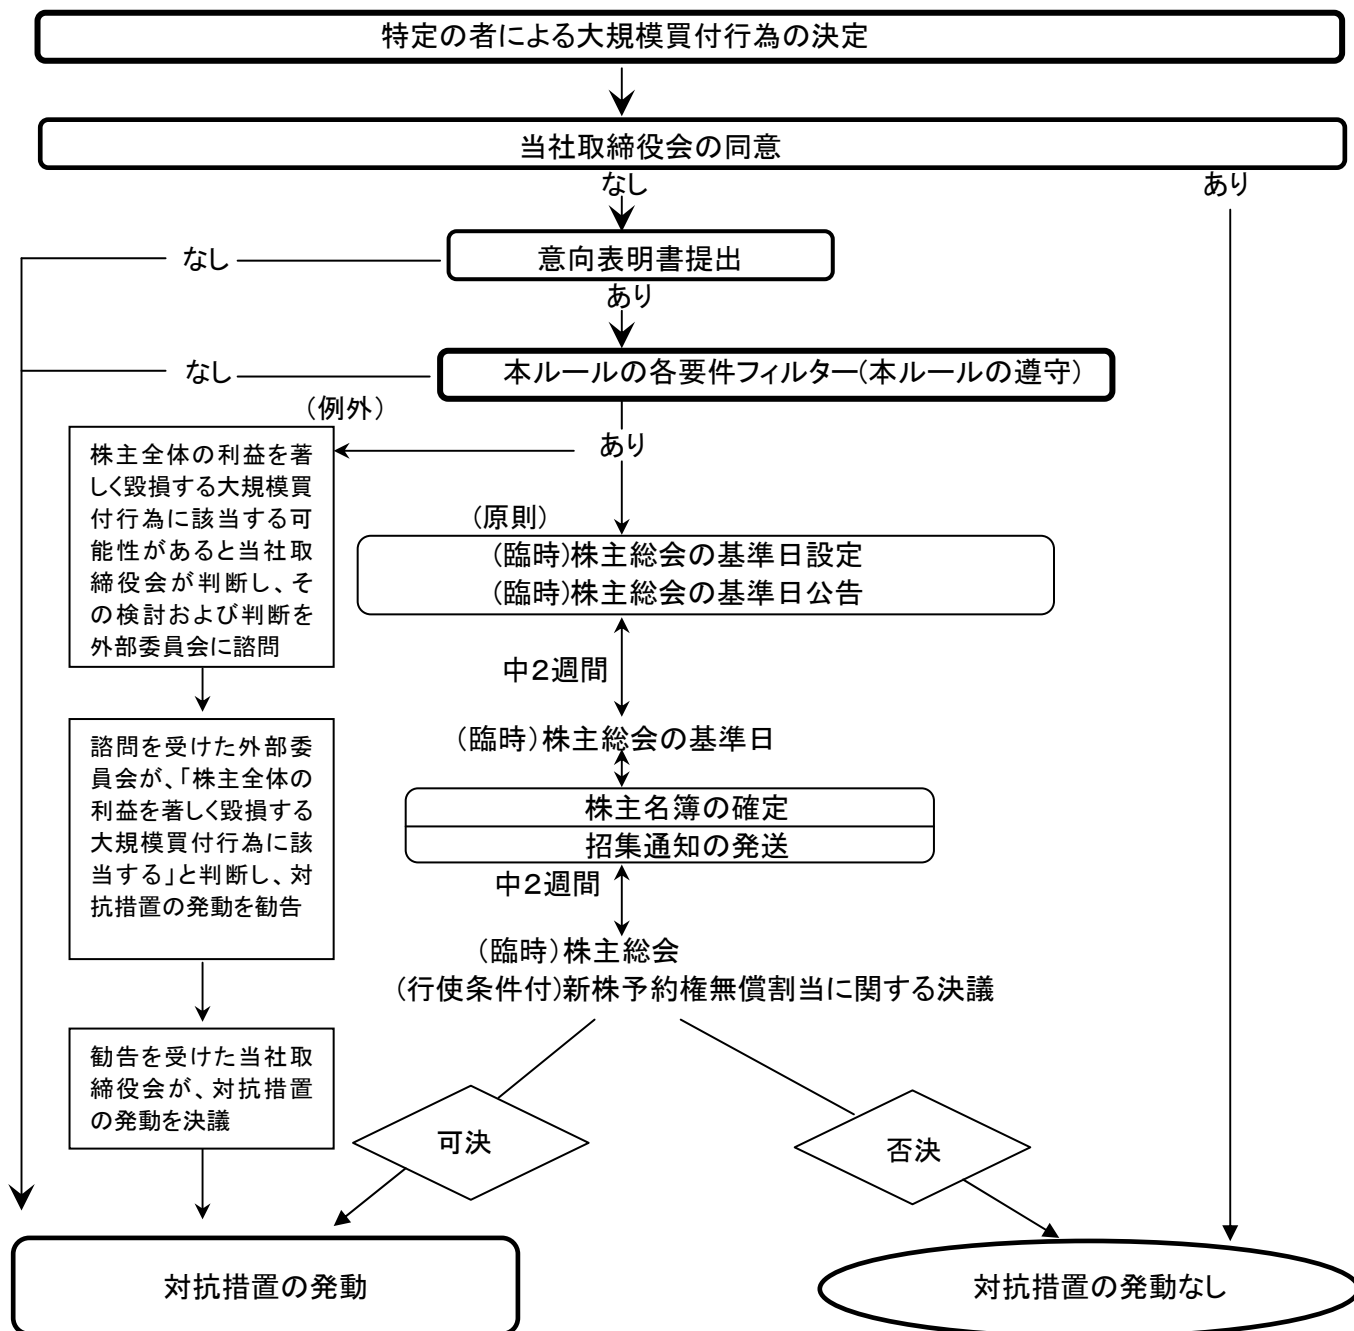 特定の者による大規模買付行為の決定
当社取締役会の同意
なし
あり
なし
意向表明書提出
あり
なし
本ルールの各要件フィルター(本ルールの遵守)
(例外)
あり
株主全体の利益を著
しく毀損する大規模買
付行為に該当する可
能性があると当社取
締役会が判断し、そ
の検討および判断を
外部委員会に諮問
(原則)
(臨時)株主総会の基準日設定
(臨時)株主総会の基準日公告
中2週間
(臨時)株主総会の基準日
諮問を受けた外部委
員会が、「株主全体の
利益を著しく毀損する
大規模買付行為に該
当する」と判断し、対
抗措置の発動を勧告
株主名簿の確定
招集通知の発送
中2週間
(臨時)株主総会
(行使条件付)新株予約権無償割当に関する決議
勧告を受けた当社取
締役会が、対抗措置
の発動を決議
可決
否決
対抗措置の発動
対抗措置の発動なし